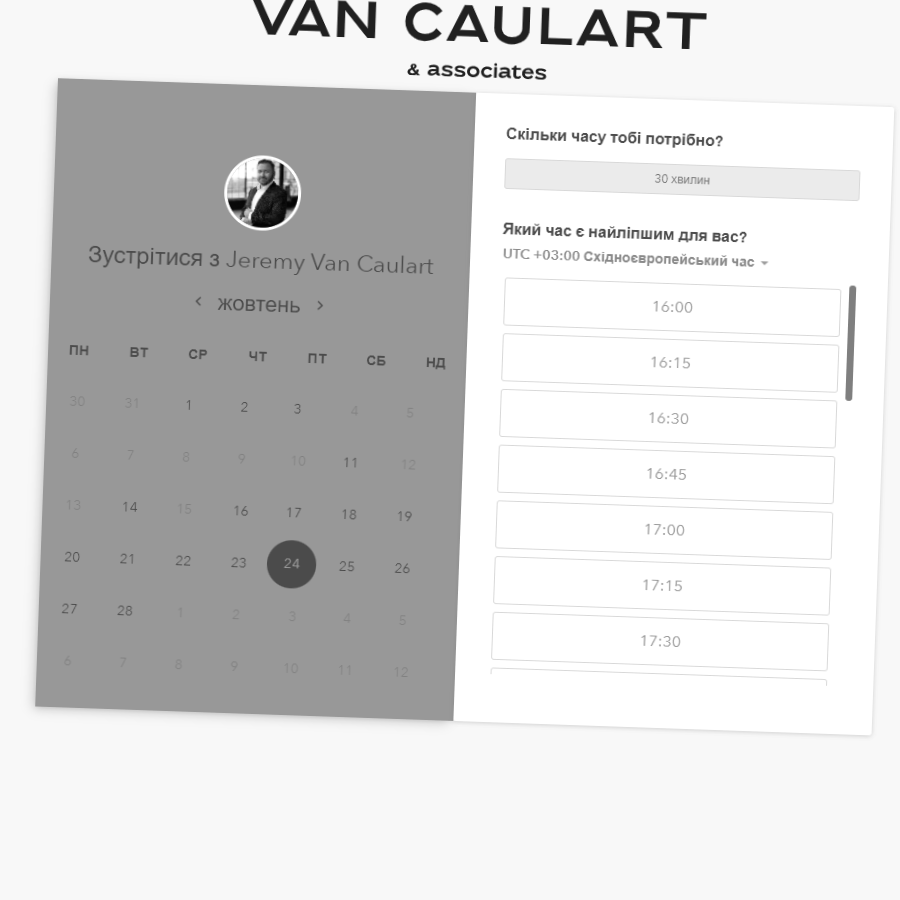 VAN CAULART
& associates
Зустрітися з Jeremy Van Caulart
‹ жовтень ›
ПН ВТ СР ЧТ ПТ СБ НД
30 31 1 2 3 4 5
6 7 8 9 10 11 12
13 14 15 16 17 18 19
20 21 22 23 24 25 26
27 28 1 2 3 4 5
6 7 8 9 10 11 12
Скільки часу тобі потрібно?
30 хвилин
Який час є найліпшим для вас?
UTC +03:00 Східноєвропейський час
16:00
16:15
16:30
16:45
17:00
17:15
17:30